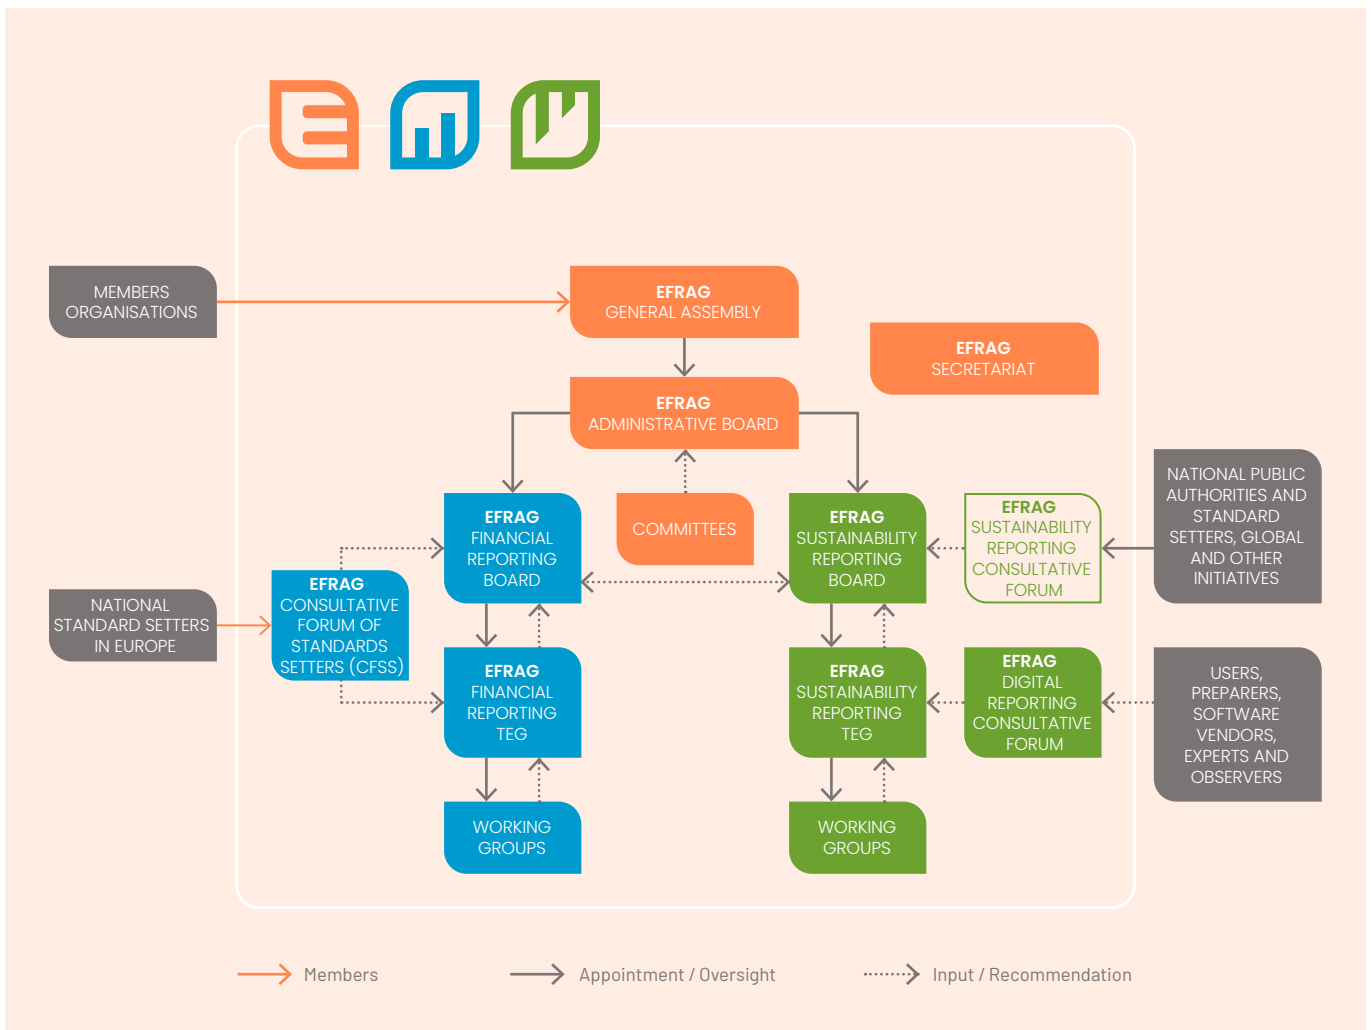 MEMBERS
ORGANISATIONS
EFRAG
GENERAL ASSEMBLY
EFRAG
SECRETARIAT
EFRAG
ADMINISTRATIVE BOARD
COMMITTEES
EFRAG
FINANCIAL
REPORTING
BOARD
EFRAG
SUSTAINABILITY
REPORTING
BOARD
EFRAG
SUSTAINABILITY
REPORTING
CONSULTATIVE
FORUM
NATIONAL PUBLIC
AUTHORITIES AND
STANDARD
SETTERS, GLOBAL
AND OTHER
INITIATIVES
NATIONAL
STANDARD SETTERS
IN EUROPE
EFRAG
CONSULTATIVE
FORUM OF
STANDARDS
SETTERS (CFSS)
EFRAG
FINANCIAL
REPORTING
TEG
EFRAG
SUSTAINABILITY
REPORTING
TEG
EFRAG
DIGITAL
REPORTING
CONSULTATIVE
FORUM
USERS,
PREPARERS,
SOFTWARE
VENDORS,
EXPERTS AND
OBSERVERS
WORKING
GROUPS
WORKING
GROUPS
Members
Appointment / Oversight
Input / Recommendation